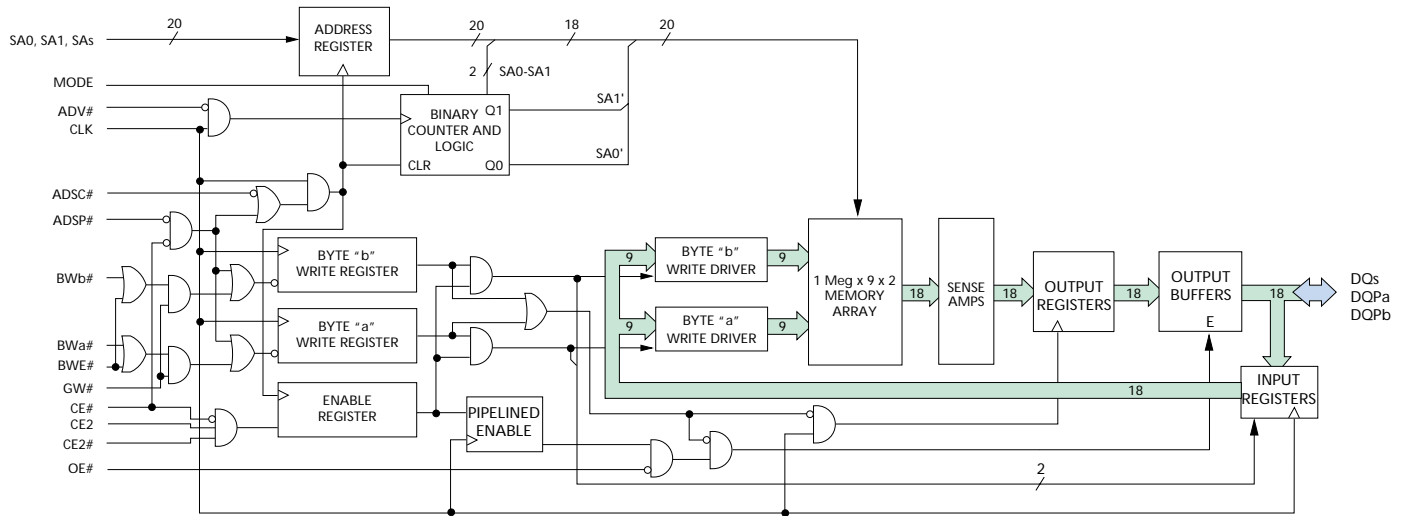 SA0, SA1, SAs
20
ADDRESS
REGISTER
20
18
20
2
SA0-SA1
MODE
ADV#
CLK
BINARY
COUNTER AND
LOGIC
Q1
CLR
Q0
SA1'
SA0'
ADSC#
ADSP#
BYTE "b"
WRITE REGISTER
9
BYTE "b"
WRITE DRIVER
9
BWb#
1 Meg x 9 x 2
MEMORY
ARRAY
18
SENSE
AMPS
18
OUTPUT
REGISTERS
18
OUTPUT
BUFFERS
E
18
DQs
DQPa
DQPb
BYTE "a"
WRITE REGISTER
9
BYTE "a"
WRITE DRIVER
9
BWa#
BWE#
GW#
CE#
CE2
CE2#
OE#
ENABLE
REGISTER
PIPELINED
ENABLE
18
INPUT
REGISTERS
2